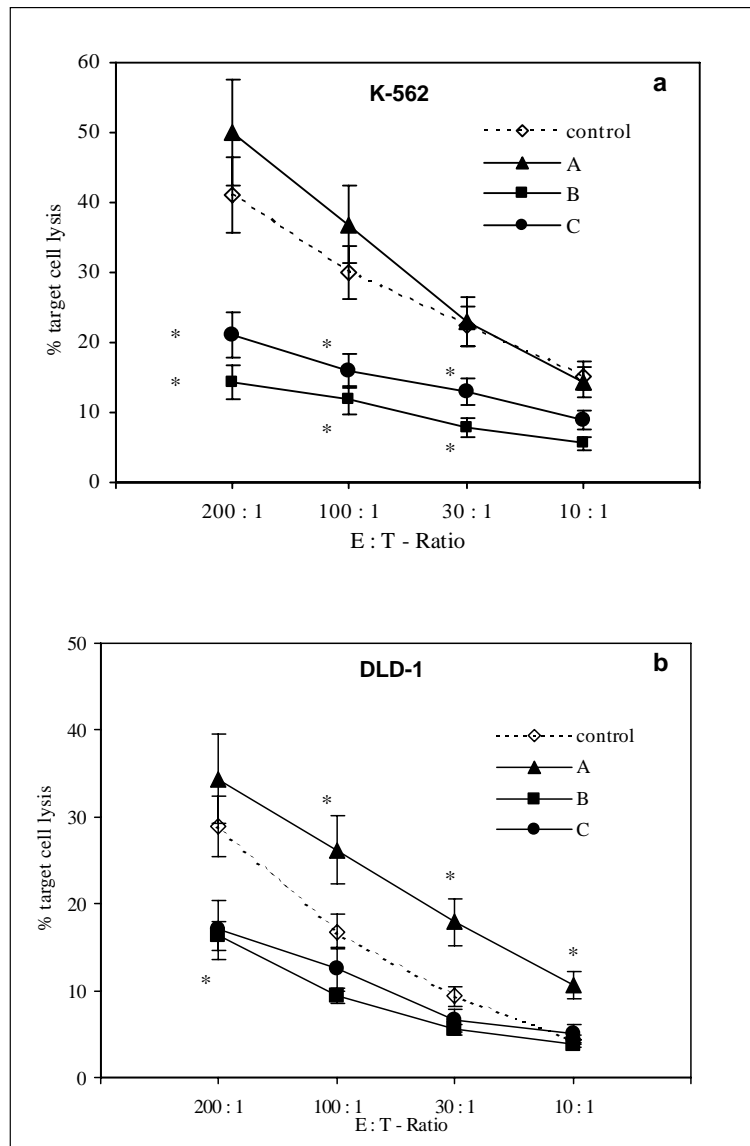 a
K-562
control
A
B
C
% target cell lysis
60
50
40
30
20
10
0
*
*
*
*
*
*
200 : 1 100 : 1 30 : 1 10 : 1
E : T - Ratio
b
DLD-1
control
A
B
C
% target cell lysis
50
40
30
20
10
0
*
*
*
*
200 : 1 100 : 1 30 : 1 10 : 1
E : T - Ratio